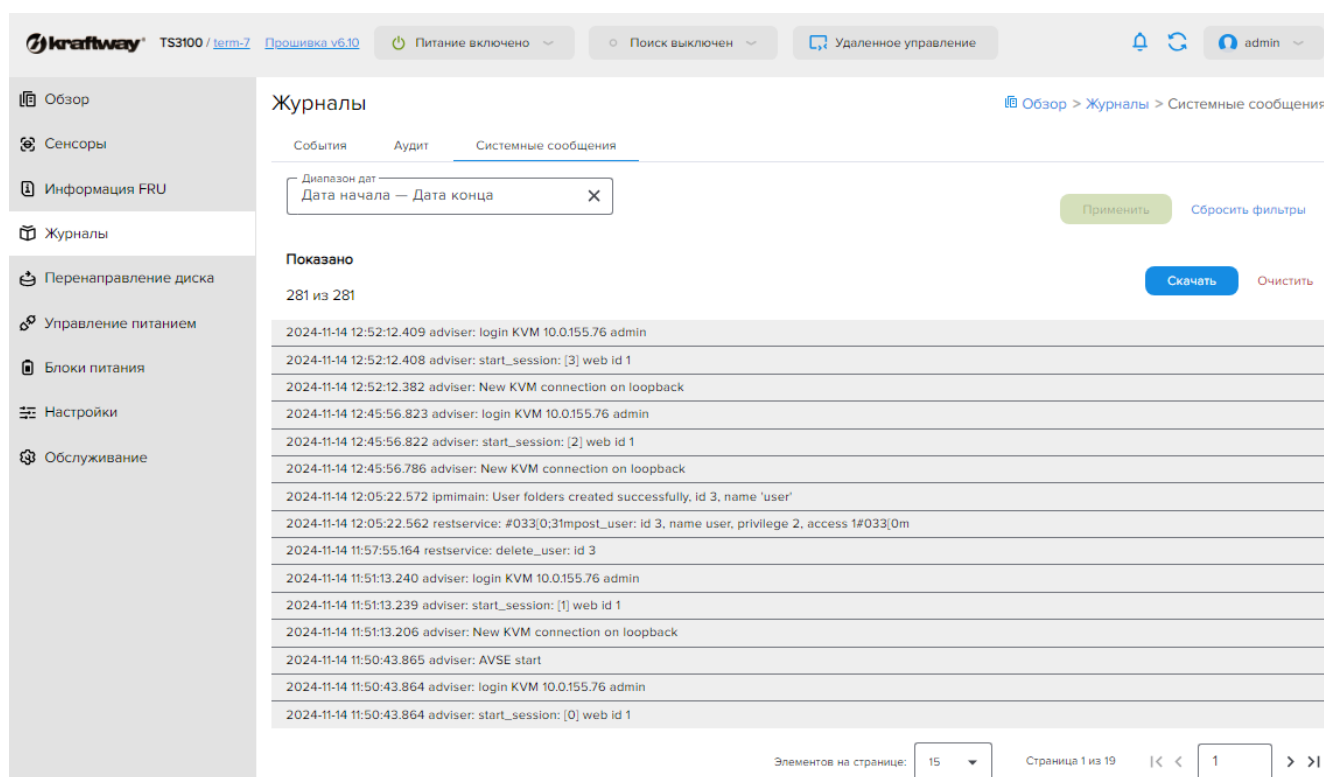 kraftway TS3100 / term-7 Прошивка v6.10 Питание включено Поиск выключен Удаленное управление admin
Обзор
Сенсоры
Информация FRU
Журналы
Перенаправление диска
Управление питанием
Блоки питания
Настройки
Обслуживание
Журналы
Обзор > Журналы > Системные сообщения
События Аудит Системные сообщения
Диапазон дат
Дата начала — Дата конца
Применить Сбросить фильтры
Показано
281 из 281
Скачать Очистить
2024-11-14 12:52:12.409 adviser: login KVM 10.0.155.76 admin
2024-11-14 12:52:12.408 adviser: start_session: [3] web id 1
2024-11-14 12:52:12.382 adviser: New KVM connection on loopback
2024-11-14 12:45:56.823 adviser: login KVM 10.0.155.76 admin
2024-11-14 12:45:56.822 adviser: start_session: [2] web id 1
2024-11-14 12:45:56.786 adviser: New KVM connection on loopback
2024-11-14 12:05:22.572 ipmimain: User folders created successfully, id 3, name 'user'
2024-11-14 12:05:22.562 restservice: #033[0;31mpost_user: id 3, name user, privilege 2, access 1#033[0m
2024-11-14 11:57:55.164 restservice: delete_user: id 3
2024-11-14 11:51:13.240 adviser: login KVM 10.0.155.76 admin
2024-11-14 11:51:13.239 adviser: start_session: [1] web id 1
2024-11-14 11:51:13.206 adviser: New KVM connection on loopback
2024-11-14 11:50:43.865 adviser: AVSE start
2024-11-14 11:50:43.864 adviser: login KVM 10.0.155.76 admin
2024-11-14 11:50:43.864 adviser: start_session: [0] web id 1
Элементов на странице: 15 Страница 1 из 19 1